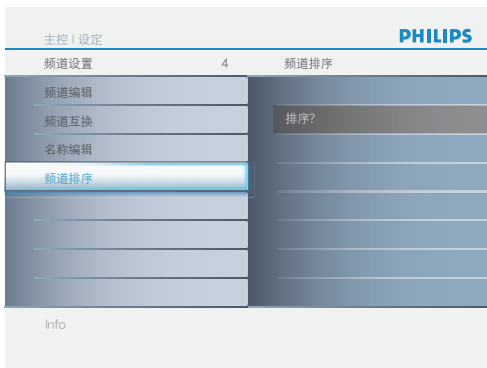 主控 | 设定
PHILIPS
频道设置 4 频道排序
频道编辑
频道互换
排序?
名称编辑
频道排序
Info